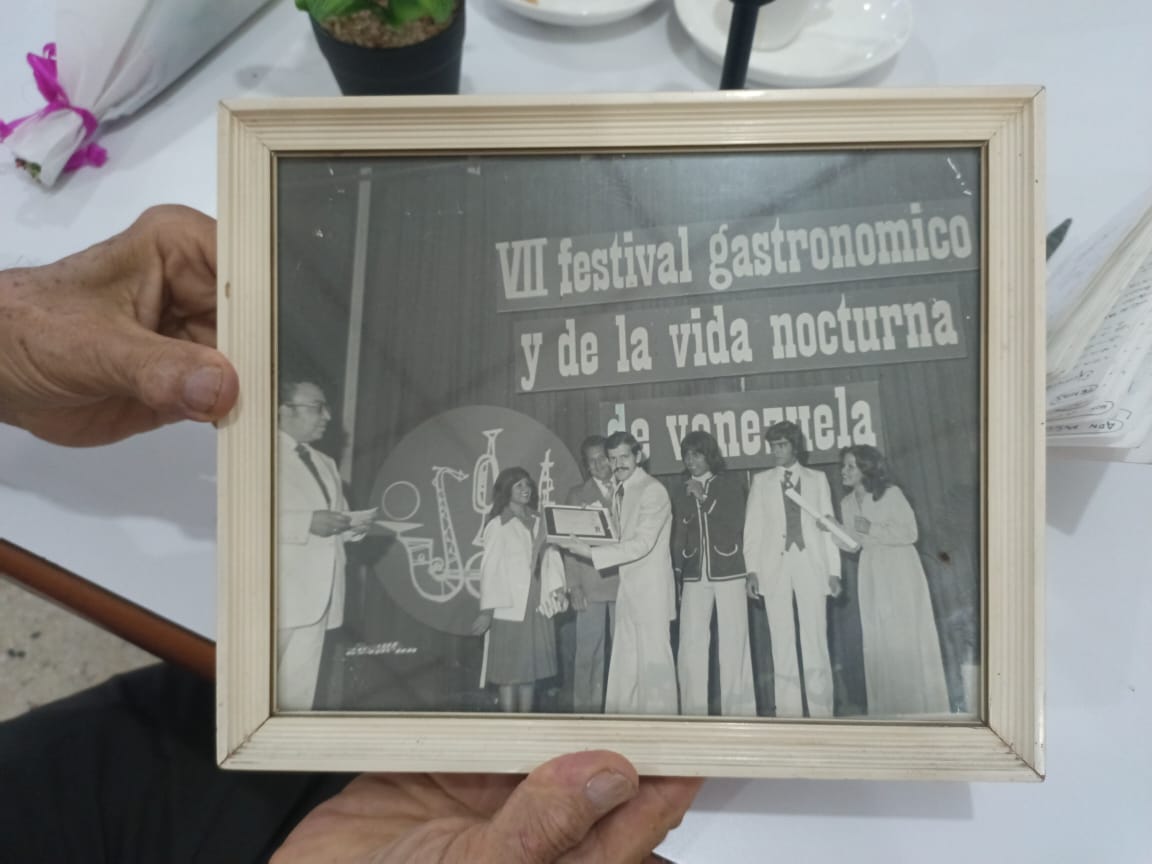 VII festival gastronomico
y de la vida nocturna
de venezuela